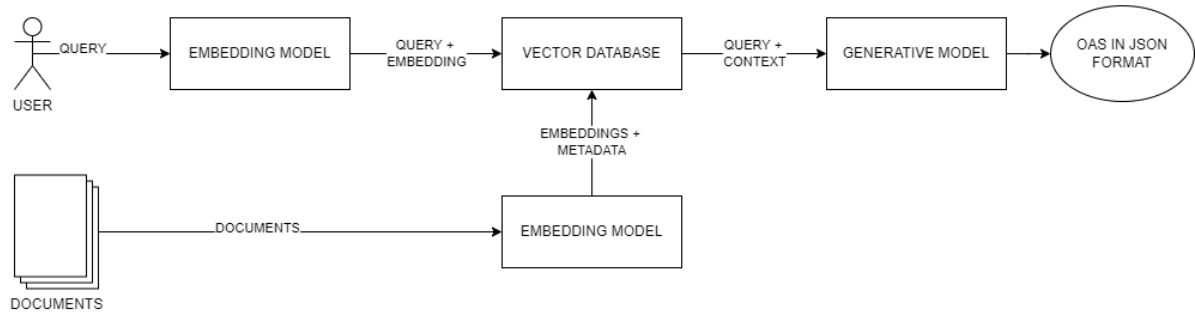 QUERY
USER
EMBEDDING MODEL
QUERY +
EMBEDDING
VECTOR DATABASE
QUERY +
CONTEXT
GENERATIVE MODEL
OAS IN JSON
FORMAT
EMBEDDINGS +
METADATA
DOCUMENTS
DOCUMENTS
EMBEDDING MODEL